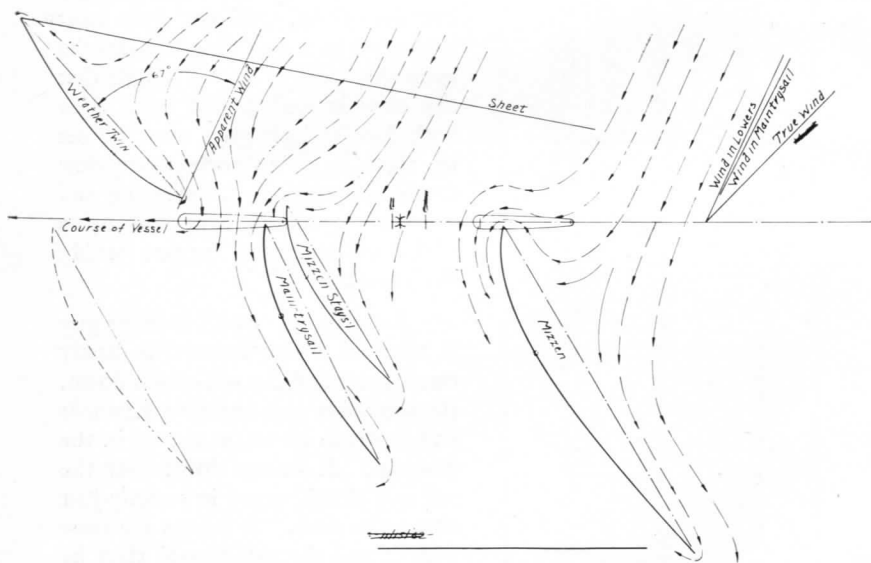 67°
Weather Twin
Apparent Wind
Sheet
Wind in Lowers
Wind in Maintrysail
True Wind
Course of Vessel
Mizzen Stays'l
Main-trysail
Mizzen